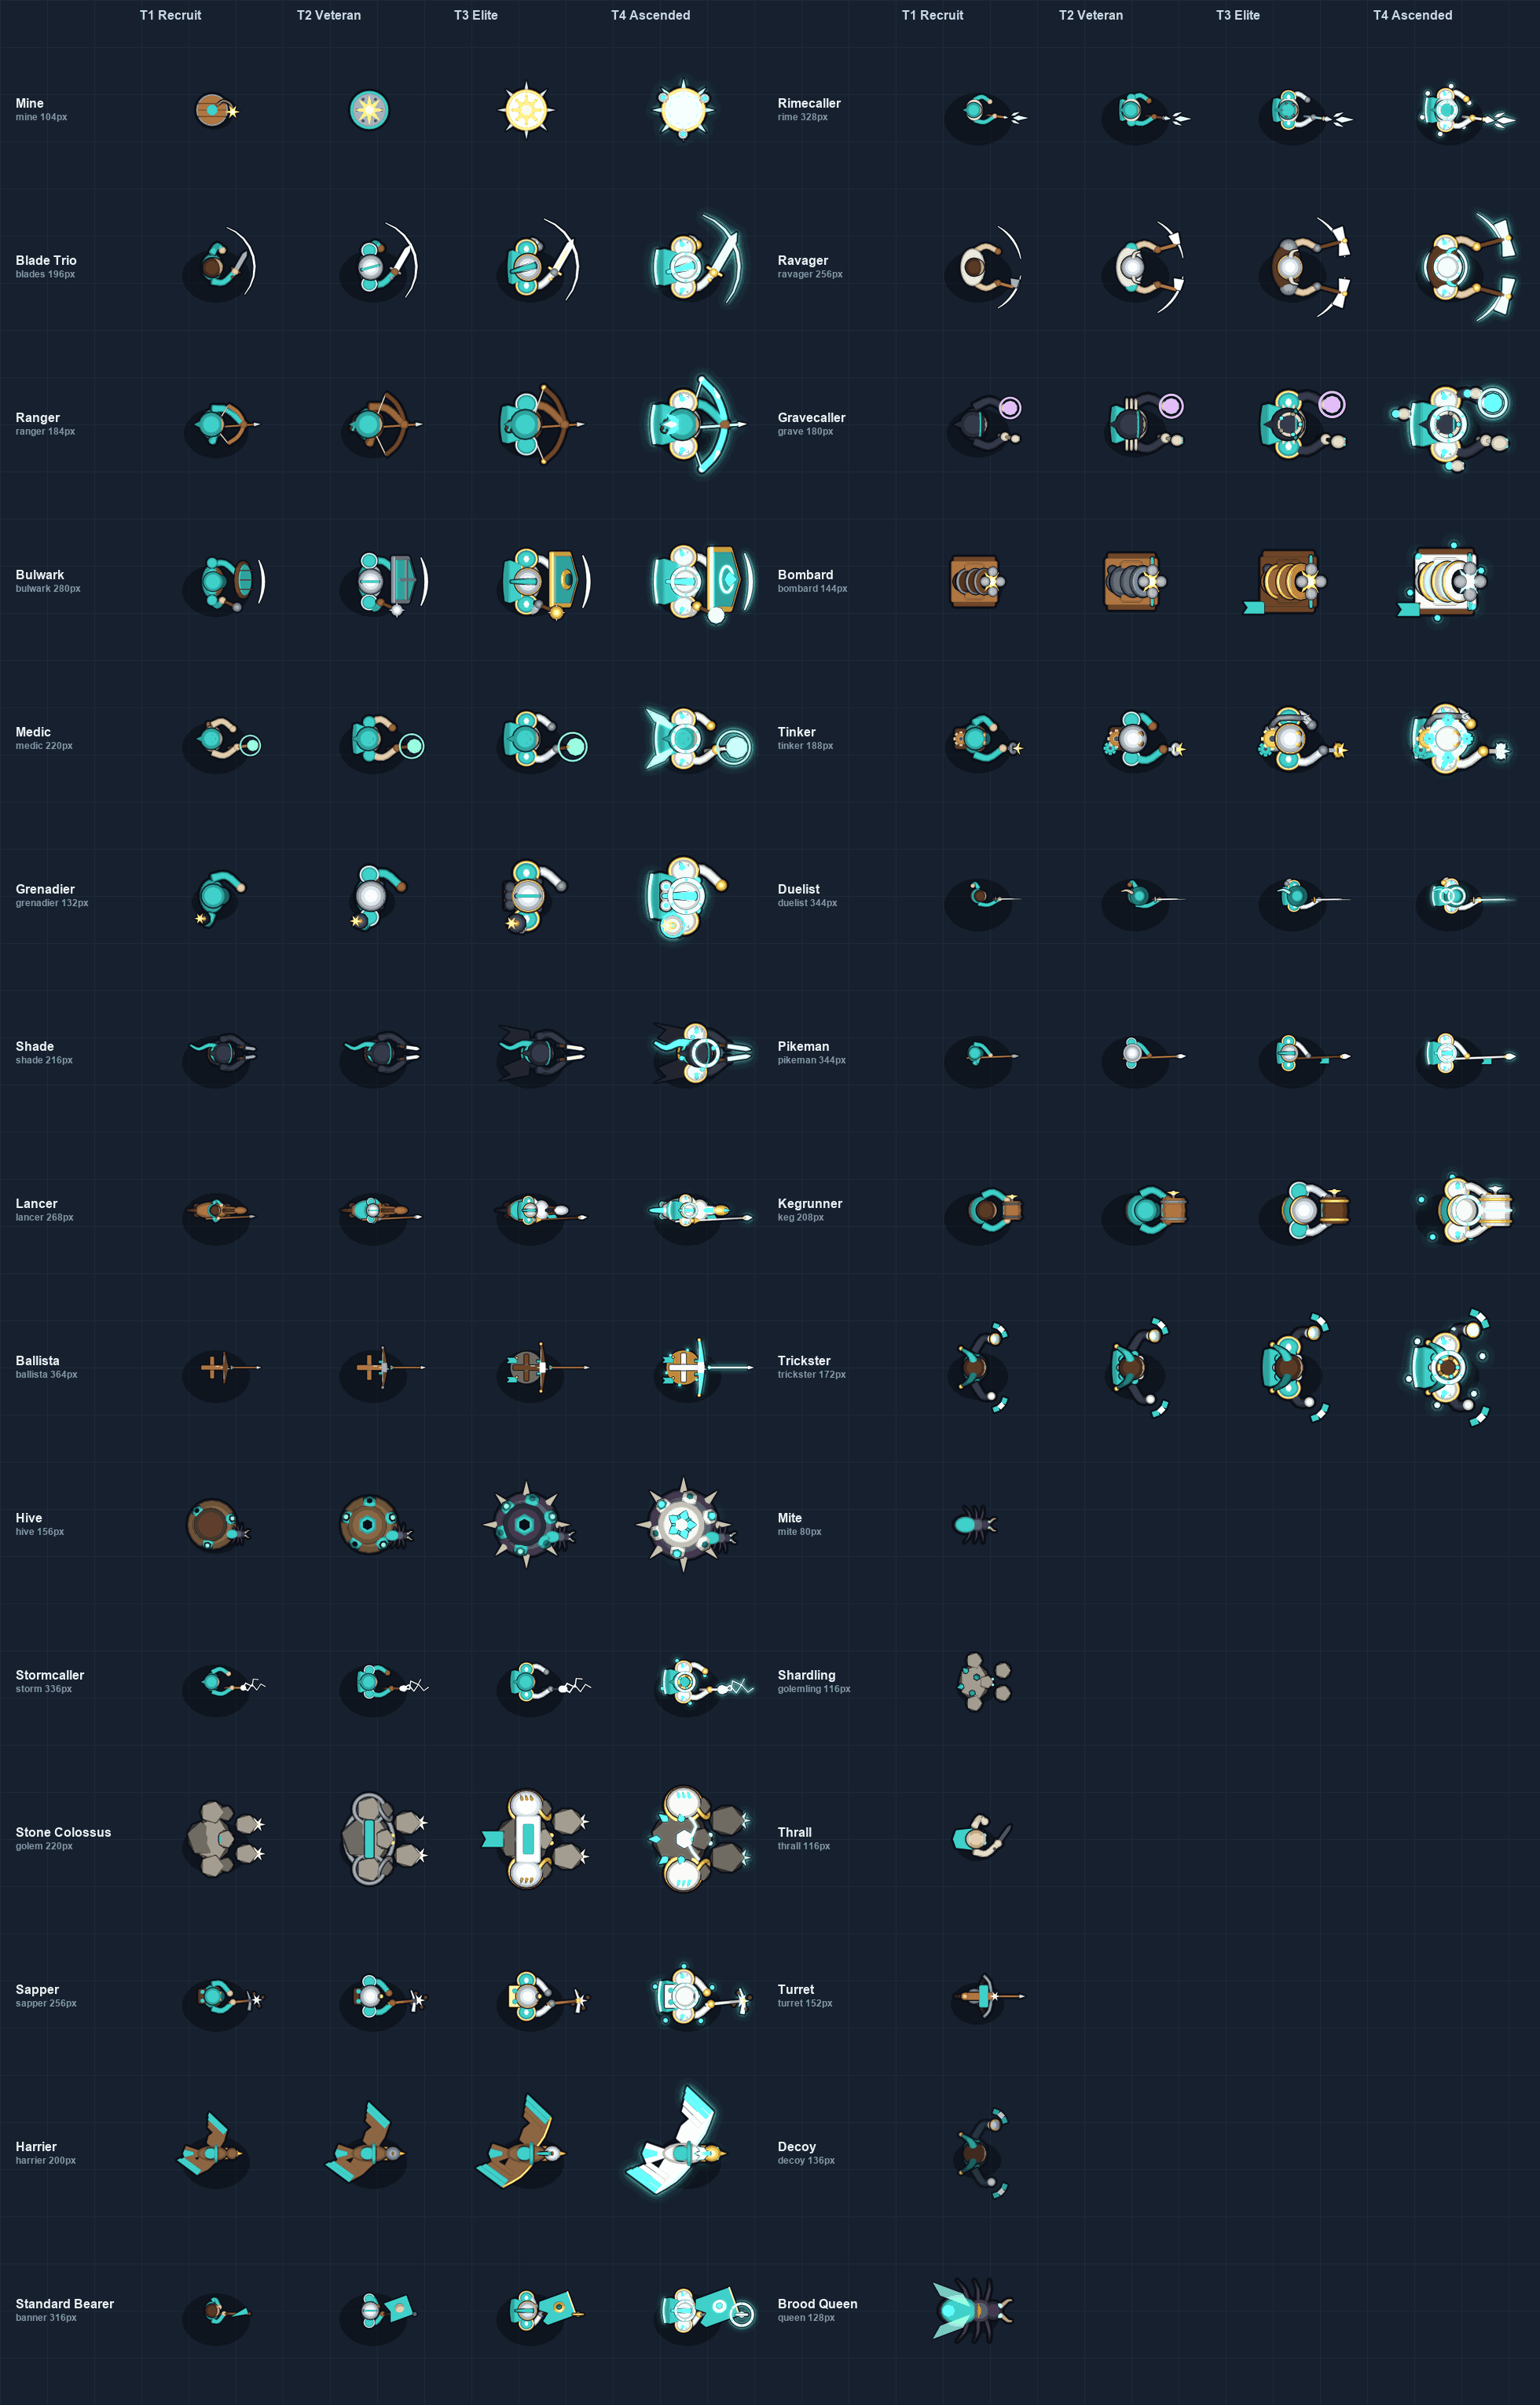 T1 Recruit T2 Veteran T3 Elite T4 Ascended T1 Recruit T2 Veteran T3 Elite T4 Ascended
Mine
mine 104px
Rimecaller
rime 328px
Blade Trio
blades 196px
Ravager
ravager 256px
Ranger
ranger 184px
Gravecaller
grave 180px
Bulwark
bulwark 280px
Bombard
bombard 144px
Medic
medic 220px
Tinker
tinker 188px
Grenadier
grenadier 132px
Duelist
duelist 344px
Shade
shade 216px
Pikeman
pikeman 344px
Lancer
lancer 268px
Kegrunner
keg 208px
Ballista
ballista 364px
Trickster
trickster 172px
Hive
hive 156px
Mite
mite 80px
Stormcaller
storm 336px
Shardling
golemling 116px
Stone Colossus
golem 220px
Thrall
thrall 116px
Sapper
sapper 256px
Turret
turret 152px
Harrier
harrier 200px
Decoy
decoy 136px
Standard Bearer
banner 316px
Brood Queen
queen 128px